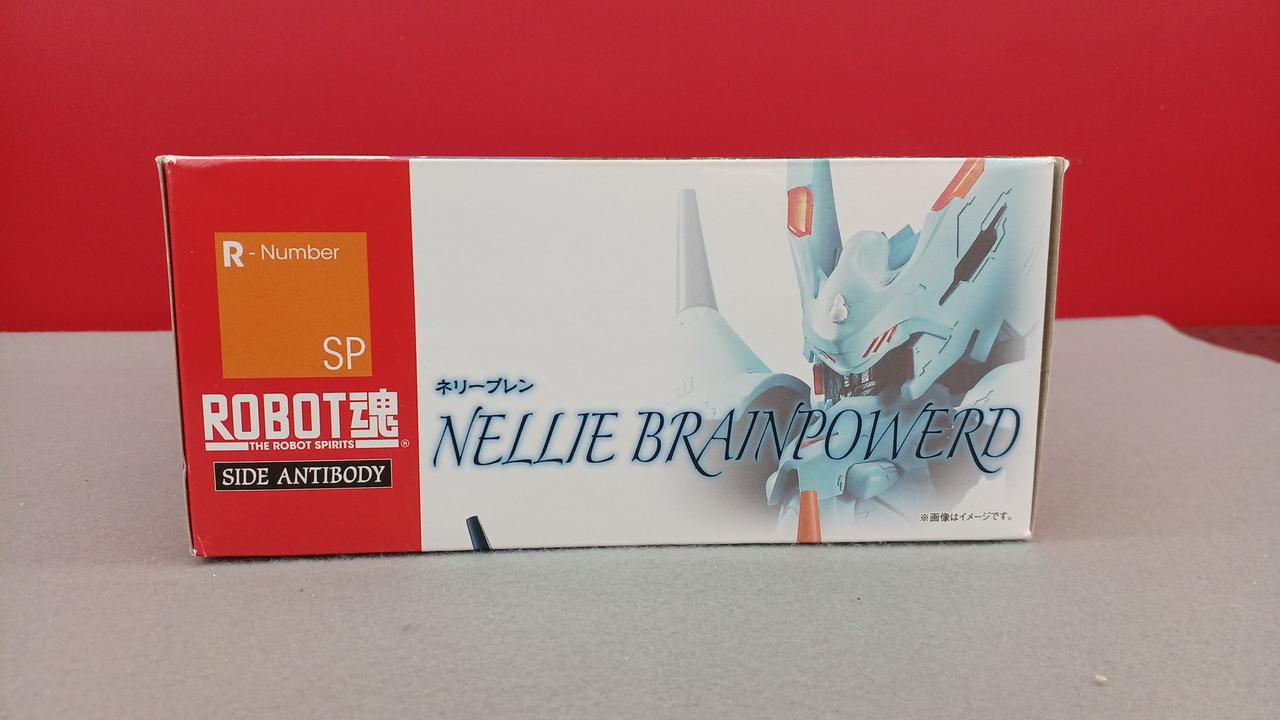 R - Number
SP
ROBOT魂
THE ROBOT SPIRITS®
SIDE ANTIBODY
ネリーブレン
NELLIE BRAINPOWERD
※画像はイメージです。